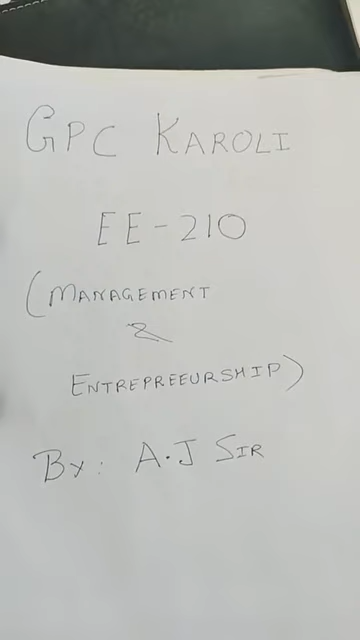 GPC KAROLI
EE-210
(MANAGEMENT
&
ENTREPREEURSHIP)
By: A.J SIR